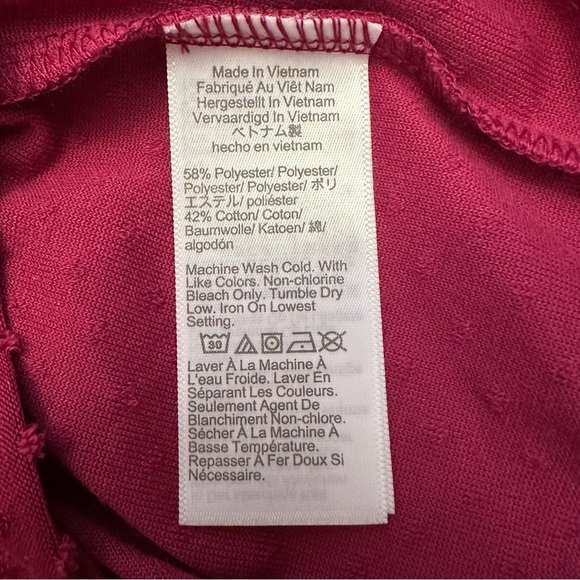 Made In Vietnam
Fabriqué Au Viêt Nam
Hergestellt In Vietnam
Vervaardigd In Vietnam
ベトナム製
hecho en vietnam
58% Polyester/ Polyester/
Polyester/ Polyester/ ポリ
エステル/ poliéster
42% Cotton/ Coton/
Baumwolle/ Katoen/ 綿/
algodón
Machine Wash Cold. With
Like Colors. Non-chlorine
Bleach Only. Tumble Dry
Low. Iron On Lowest
Setting.
30
Laver À La Machine À
L'eau Froide. Laver En
Séparant Les Couleurs.
Seulement Agent De
Blanchiment Non-chlore.
Sécher À La Machine À
Basse Température.
Repasser À Fer Doux Si
Nécessaire.